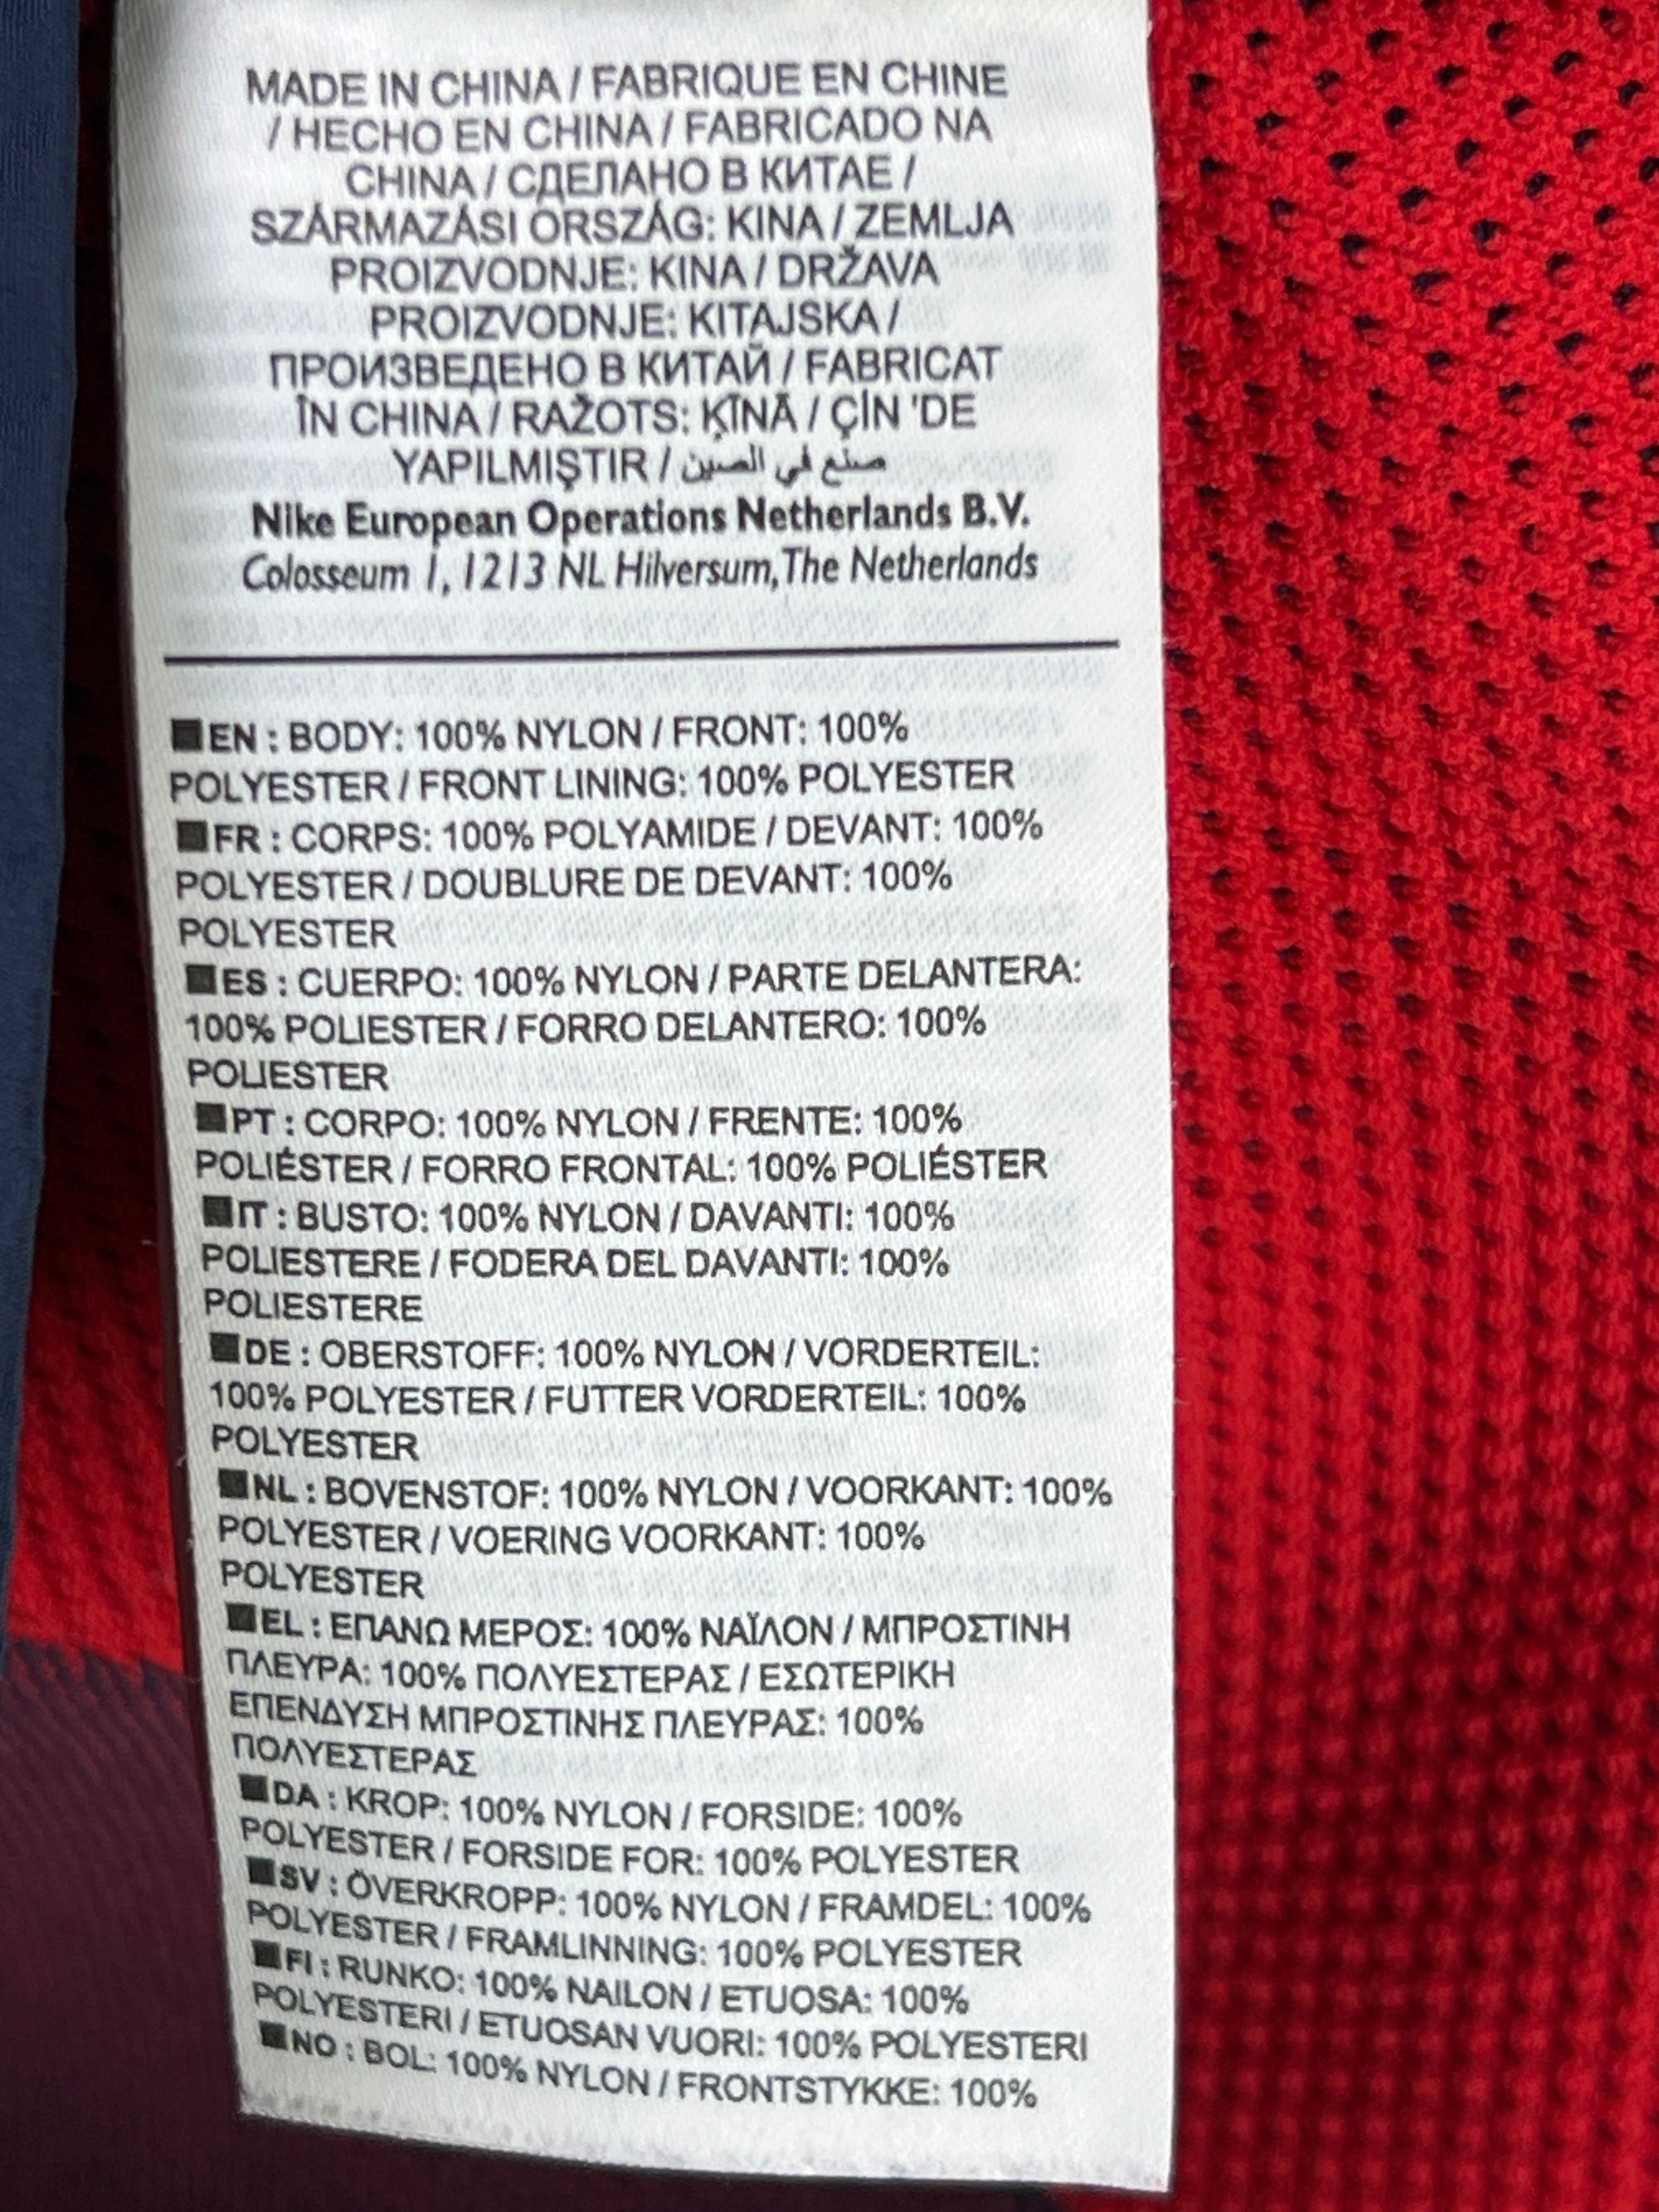 MADE IN CHINA / FABRIQUE EN CHINE
/ HECHO EN CHINA / FABRICADO NA
CHINA / СДЕЛАНО В КИТАЕ /
SZÁRMAZÁSI ORSZÁG: KINA / ZEMLJA
PROIZVODNJE: KINA / DRŽAVA
PROIZVODNJE: KITAJSKA /
ПРОИЗВЕДЕНО В КИТАЙ / FABRICAT
ÎN CHINA / RAŽOTS: ĶĪNĀ / ÇİN 'DE
YAPILMIŞTIR / صنع في الصين
Nike European Operations Netherlands B.V.
Colosseum 1, 1213 NL Hilversum, The Netherlands
■EN : BODY: 100% NYLON / FRONT: 100%
POLYESTER / FRONT LINING: 100% POLYESTER
■FR : CORPS: 100% POLYAMIDE / DEVANT: 100%
POLYESTER / DOUBLURE DE DEVANT: 100%
POLYESTER
■ES : CUERPO: 100% NYLON / PARTE DELANTERA:
100% POLIESTER / FORRO DELANTERO: 100%
POLIESTER
■PT : CORPO: 100% NYLON / FRENTE: 100%
POLIÉSTER / FORRO FRONTAL: 100% POLIÉSTER
■IT : BUSTO: 100% NYLON / DAVANTI: 100%
POLIESTERE / FODERA DEL DAVANTI: 100%
POLIESTERE
■DE : OBERSTOFF: 100% NYLON / VORDERTEIL:
100% POLYESTER / FUTTER VORDERTEIL: 100%
POLYESTER
■NL : BOVENSTOF: 100% NYLON / VOORKANT: 100%
POLYESTER / VOERING VOORKANT: 100%
POLYESTER
■EL : ΕΠΑΝΩ ΜΕΡΟΣ: 100% ΝΑΪΛΟΝ / ΜΠΡΟΣΤΙΝΗ
ΠΛΕΥΡΑ: 100% ΠΟΛΥΕΣΤΕΡΑΣ / ΕΣΩΤΕΡΙΚΗ
ΕΠΕΝΔΥΣΗ ΜΠΡΟΣΤΙΝΗΣ ΠΛΕΥΡΑΣ: 100%
ΠΟΛΥΕΣΤΕΡΑΣ
■DA : KROP: 100% NYLON / FORSIDE: 100%
POLYESTER / FORSIDE FOR: 100% POLYESTER
■SV : ÖVERKROPP: 100% NYLON / FRAMDEL: 100%
POLYESTER / FRAMLINNING: 100% POLYESTER
■FI : RUNKO: 100% NAILON / ETUOSA: 100%
POLYESTERI / ETUOSAN VUORI: 100% POLYESTERI
■NO : BOL: 100% NYLON / FRONTSTYKKE: 100%